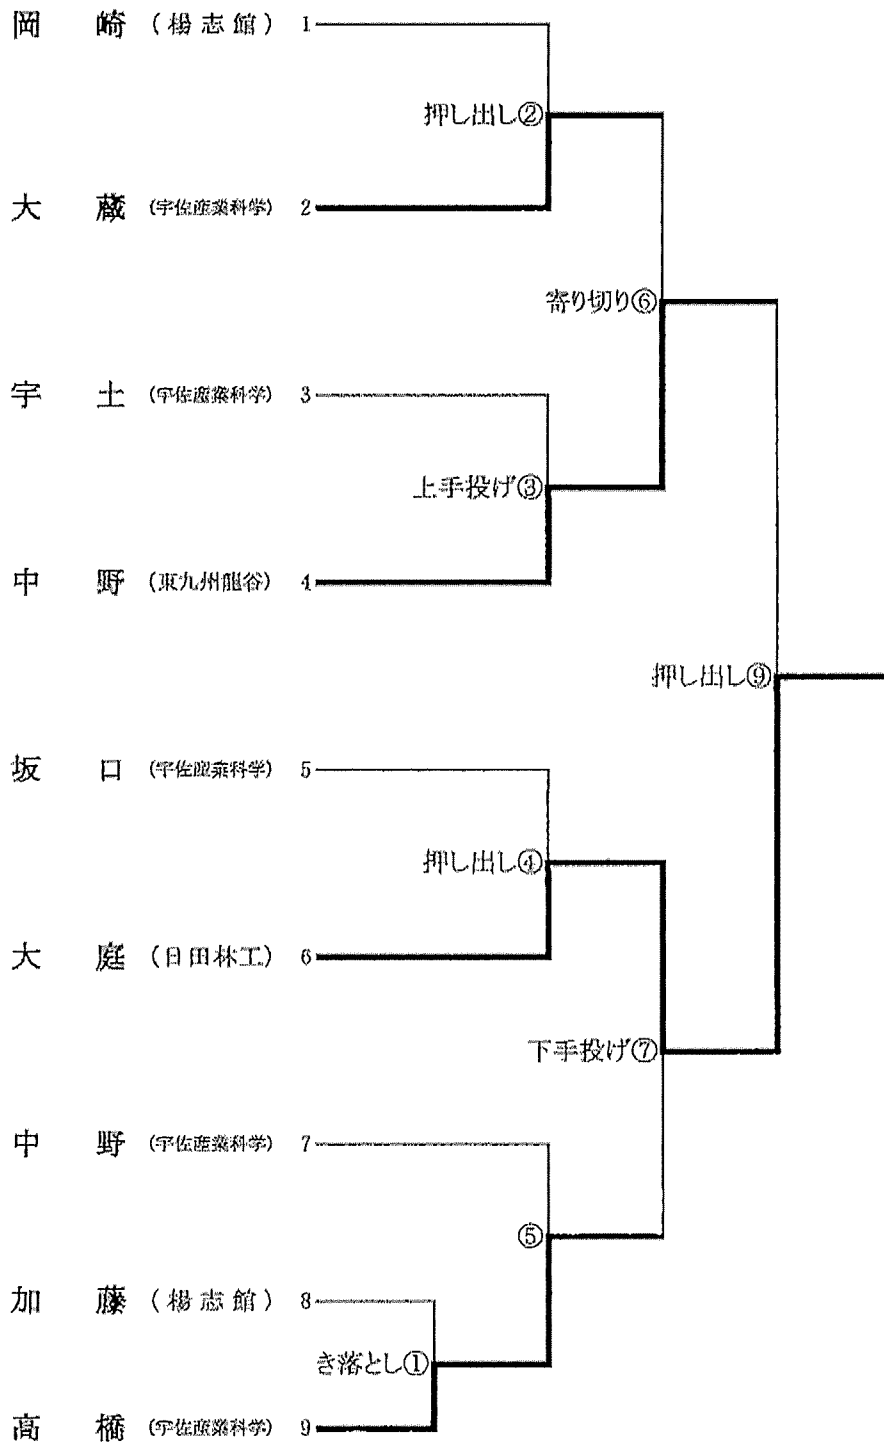 岡崎 (楊志館) 1
押し出し②
大蔵 (宇佐産業科学) 2
寄り切り⑥
宇土 (宇佐産業科学) 3
上手投げ③
中野 (東九州龍谷) 4
押し出し⑨
坂口 (宇佐産業科学) 5
押し出し④
大庭 (日田林工) 6
下手投げ⑦
中野 (宇佐産業科学) 7
⑤
加藤 (楊志館) 8
き落とし①
高橋 (宇佐産業科学) 9